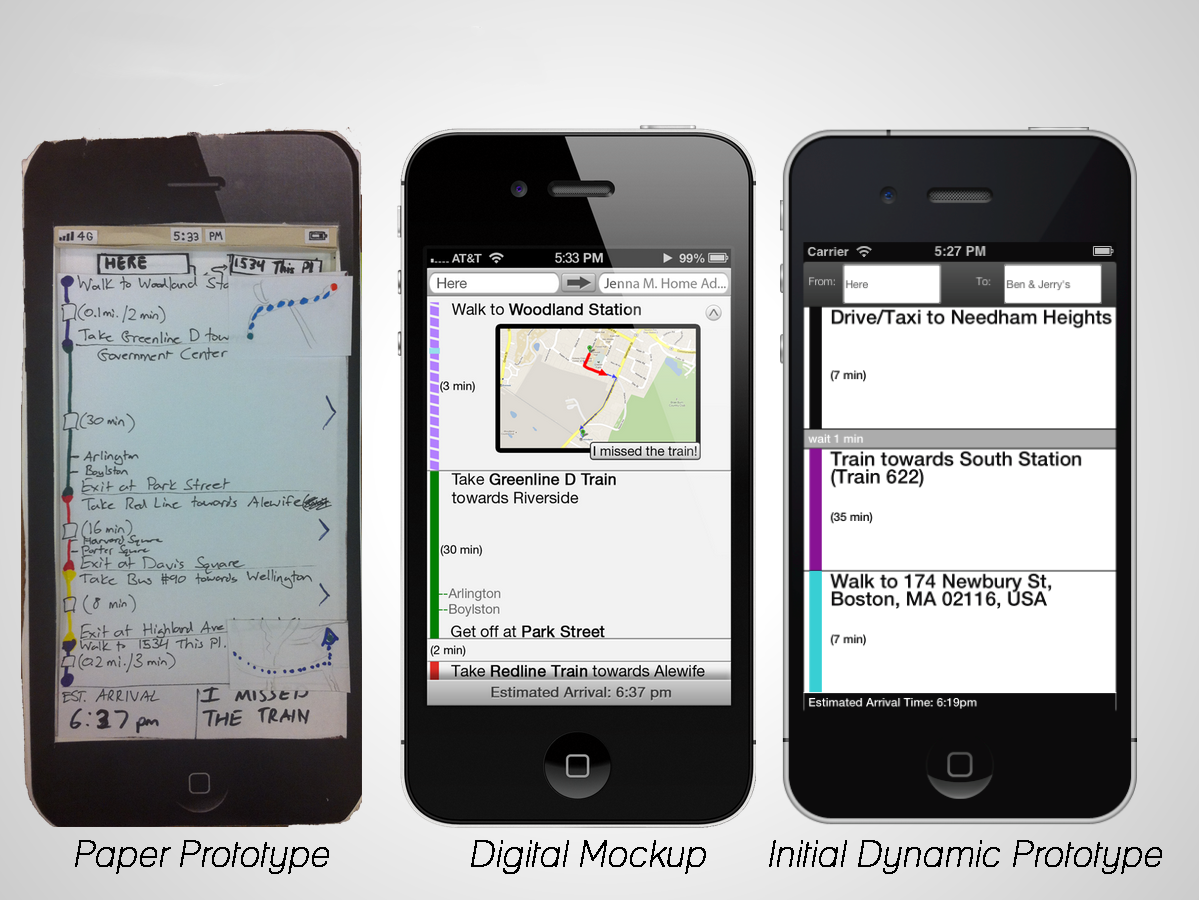 4G 5:33 PM
HERE 1534 This Pl
Walk to Woodland Sta
(0.1mi./2 min)
Take Greenline D tow
Government Center
(30 min)
Arlington
Boylston
Exit at Park Street
Take Red Line towards Alewife
(16 min)
Harvard Square
Porter Square
Exit at Davis Square
Take Bus #90 towards Wellington
(8 min)
Exit at Highland Ave
Walk to 1534 This Pl.
(0.2 mi./3 min)
EST. ARRIVAL
6:37 pm
I MISSED
THE TRAIN
Paper Prototype
..... AT&T 5:33 PM 99%
Here Jenna M. Home Ad...
Walk to Woodland Station
(3 min)
I missed the train!
Take Greenline D Train
towards Riverside
(30 min)
--Arlington
--Boylston
Get off at Park Street
(2 min)
Take Redline Train towards Alewife
Estimated Arrival: 6:37 pm
Digital Mockup
Carrier 5:27 PM
From: Here To: Ben & Jerry's
Drive/Taxi to Needham Heights
(7 min)
wait 1 min
Train towards South Station
(Train 622)
(35 min)
Walk to 174 Newbury St,
Boston, MA 02116, USA
(7 min)
Estimated Arrival Time: 6:19pm
Initial Dynamic Prototype